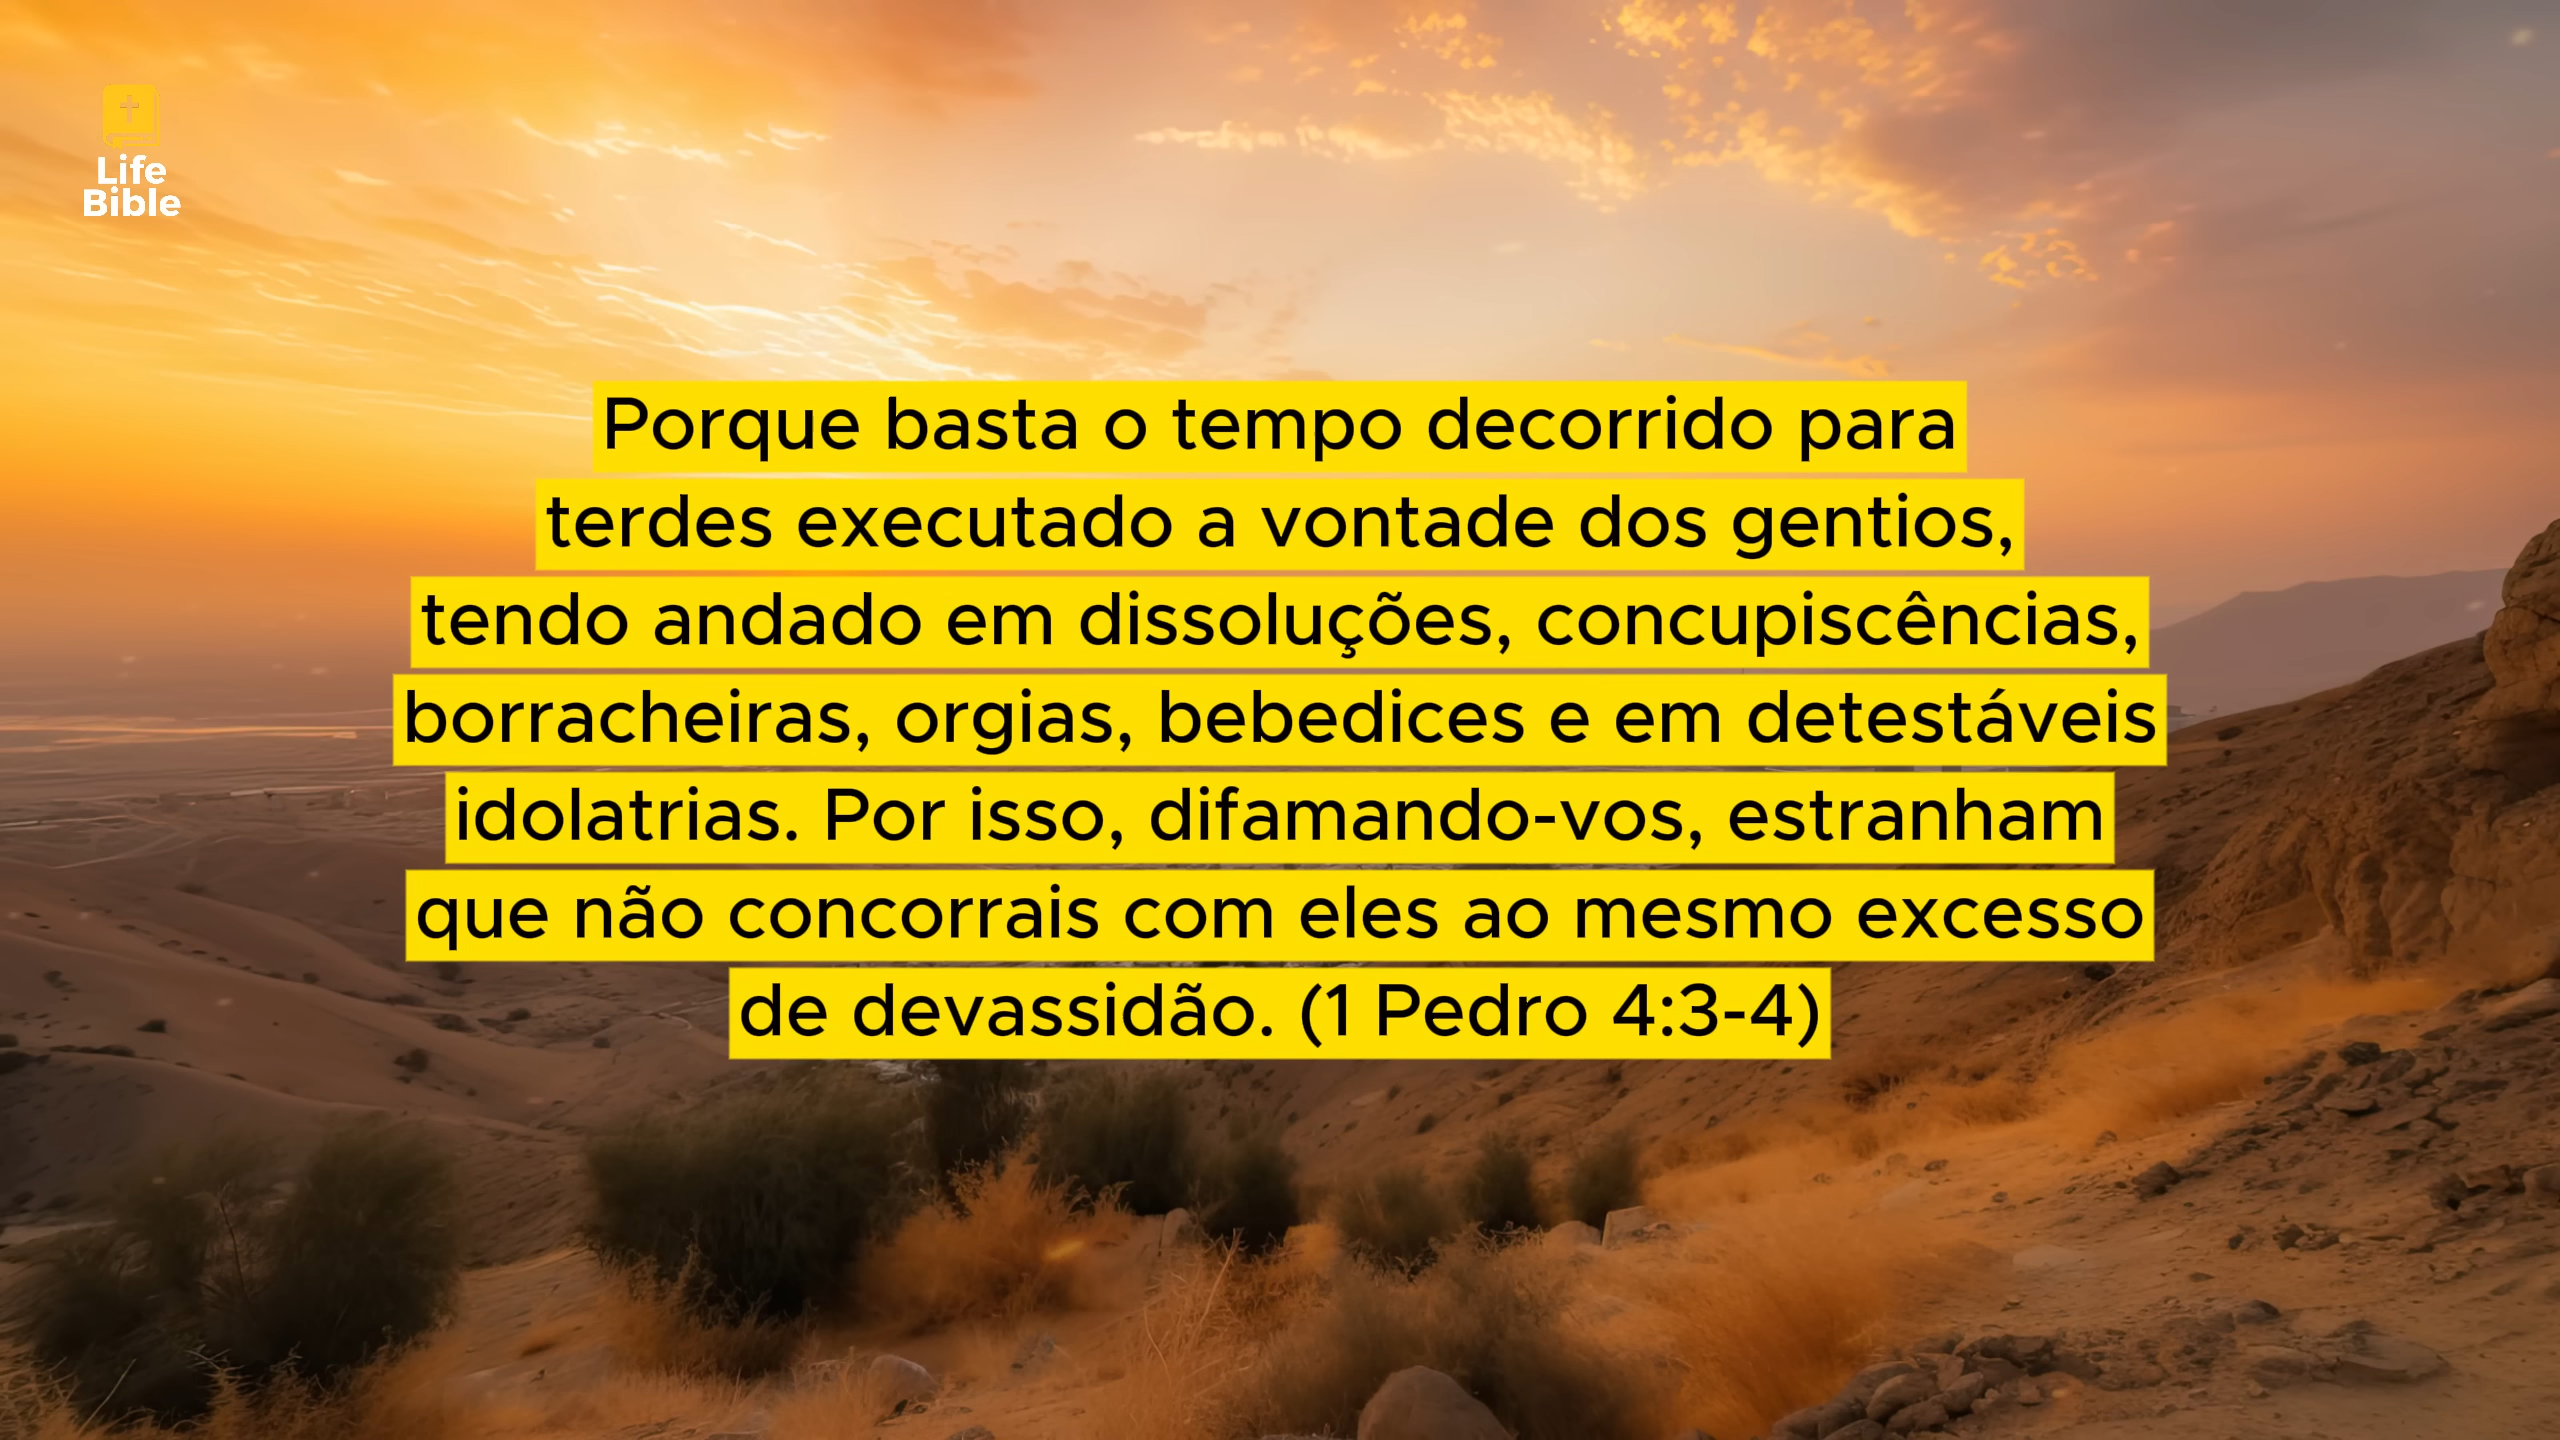 Life
Bible
Porque basta o tempo decorrido para
terdes executado a vontade dos gentios,
tendo andado em dissoluções, concupiscências,
borracheiras, orgias, bebedices e em detestáveis
idolatrias. Por isso, difamando-vos, estranham
que não concorrais com eles ao mesmo excesso
de devassidão. (1 Pedro 4:3-4)